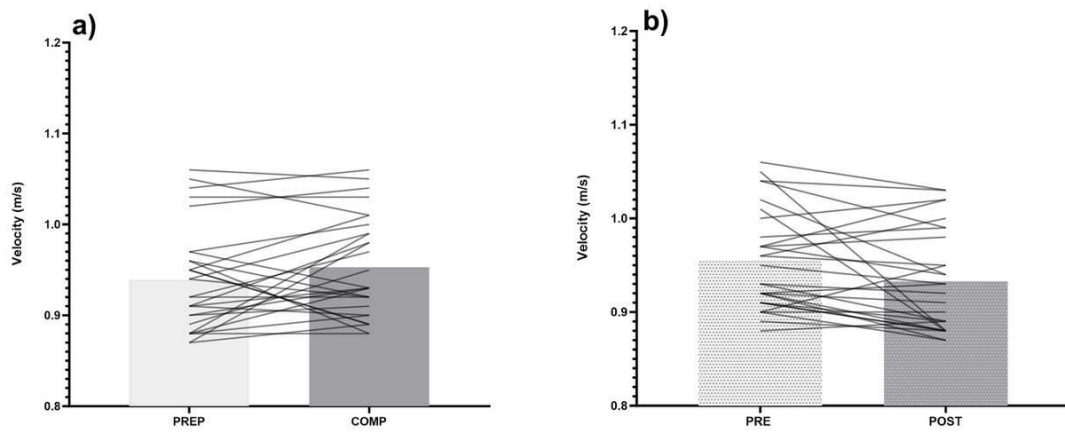 a)
1.2
1.1
1.0
0.9
0.8
Velocity (m/s)
PREP COMP
b)
1.2
1.1
1.0
0.9
0.8
Velocity (m/s)
PRE POST